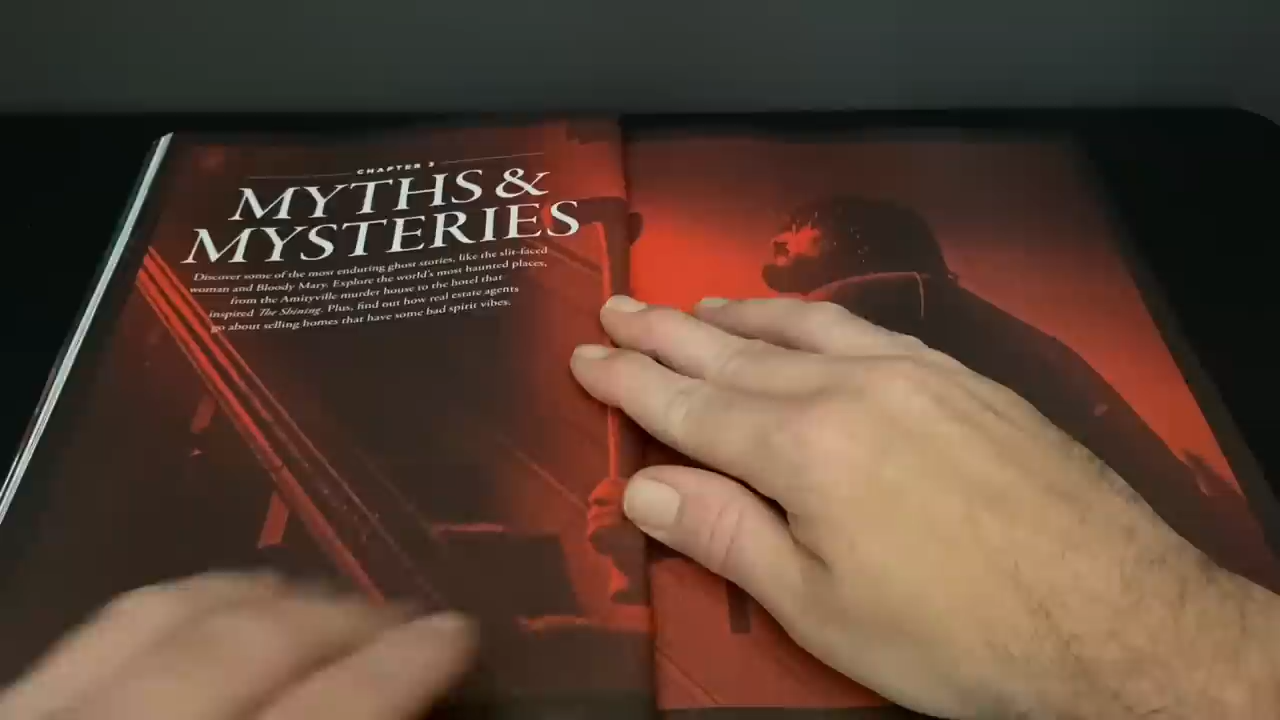 CHAPTER 3
MYTHS &
MYSTERIES
Discover some of the most enduring ghost stories, like the slit-faced
woman and Bloody Mary. Explore the world's most haunted places,
from the Amityville murder house to the hotel that
inspired The Shining. Plus, find out how real estate agents
go about selling homes that have some bad spirit vibes.